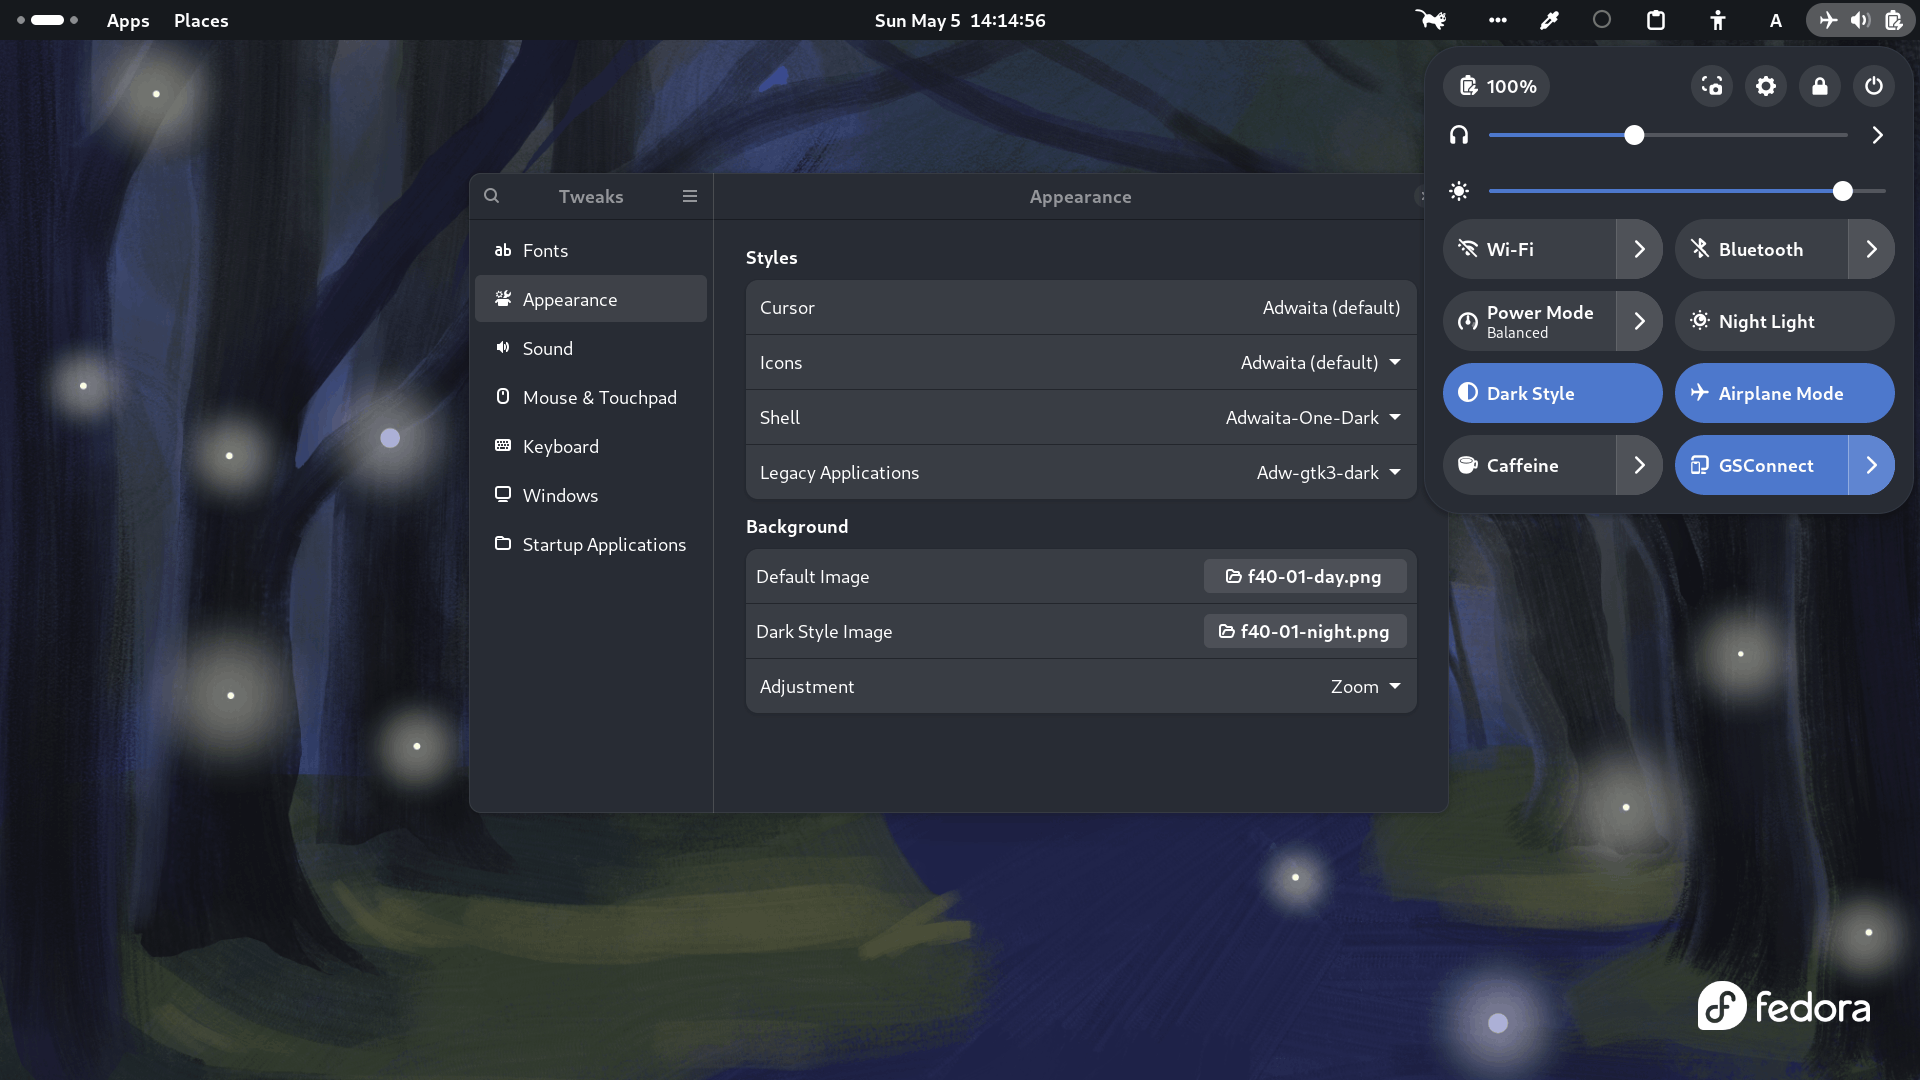 Apps Places Sun May 5 14:14:56 A
100%
Tweaks
Appearance
ab Fonts
Appearance
Sound
Mouse & Touchpad
Keyboard
Windows
Startup Applications
Styles
Cursor Adwaita (default)
Icons Adwaita (default)
Shell Adwaita-One-Dark
Legacy Applications Adw-gtk3-dark
Background
Default Image f40-01-day.png
Dark Style Image f40-01-night.png
Adjustment Zoom
Wi-Fi Bluetooth
Power Mode
Balanced
Night Light
Dark Style Airplane Mode
Caffeine GSConnect
fedora